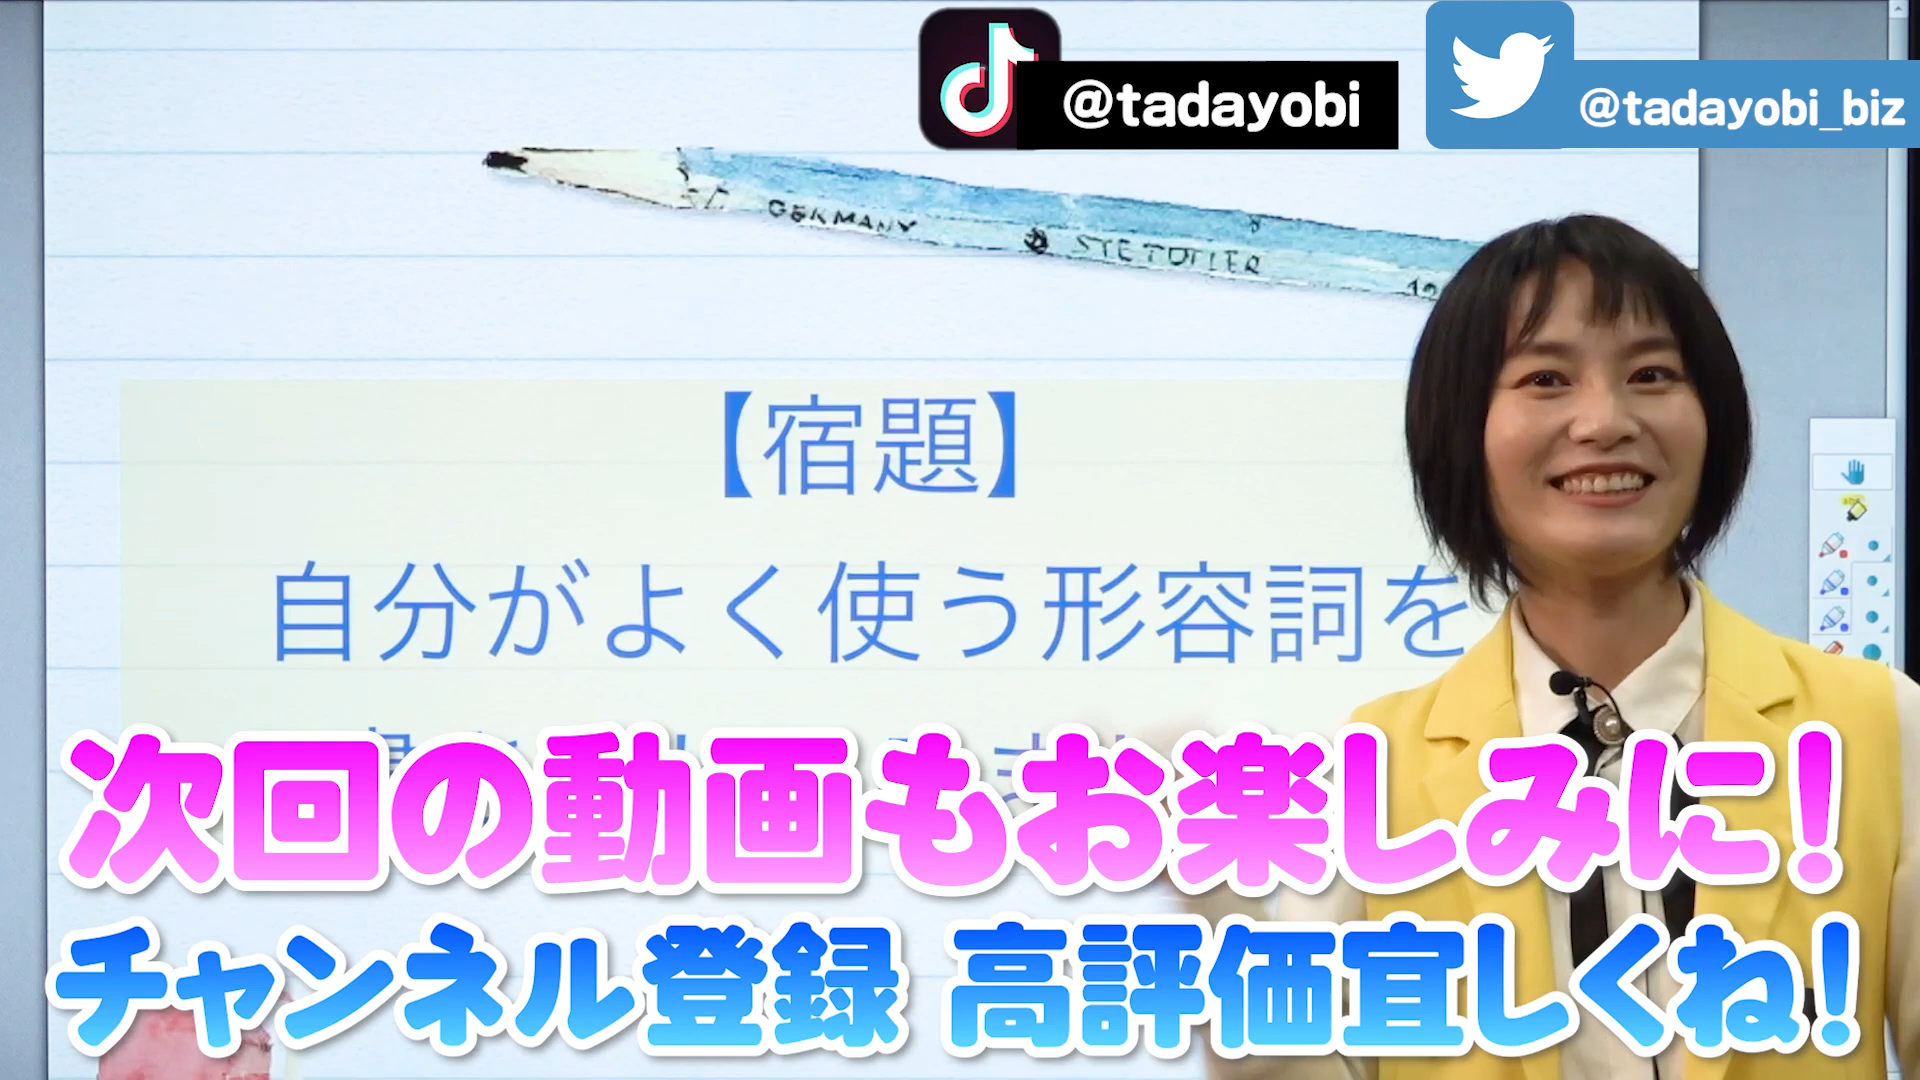 @tadayobi
@tadayobi_biz
GERMANY
【宿題】
自分がよく使う形容詞を
次回の動画もお楽しみに!
チャンネル登録 高評価宜しくね!